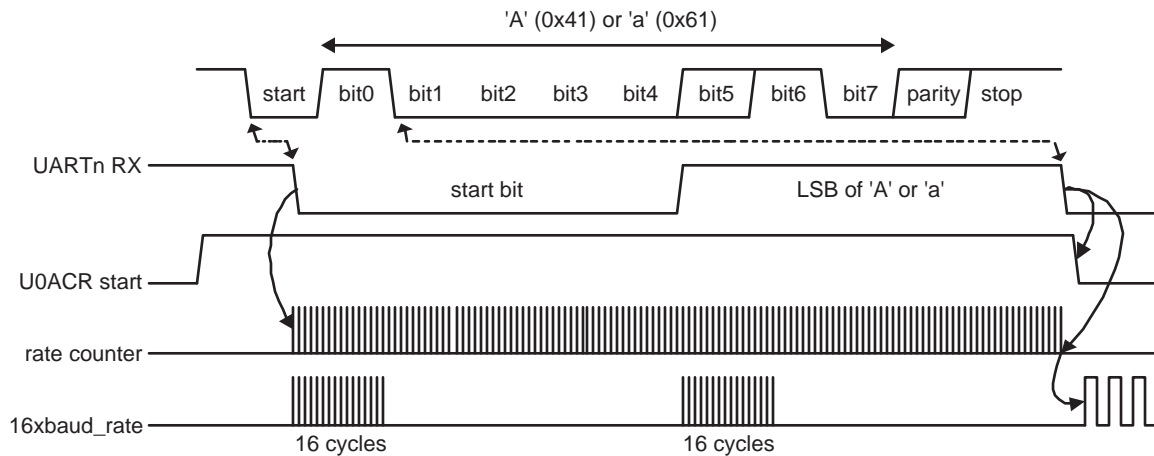 'A' (0x41) or 'a' (0x61)
start bit0 bit1 bit2 bit3 bit4 bit5 bit6 bit7 parity stop
UARTn RX
start bit
LSB of 'A' or 'a'
U0ACR start
rate counter
16xbaud_rate
16 cycles
16 cycles